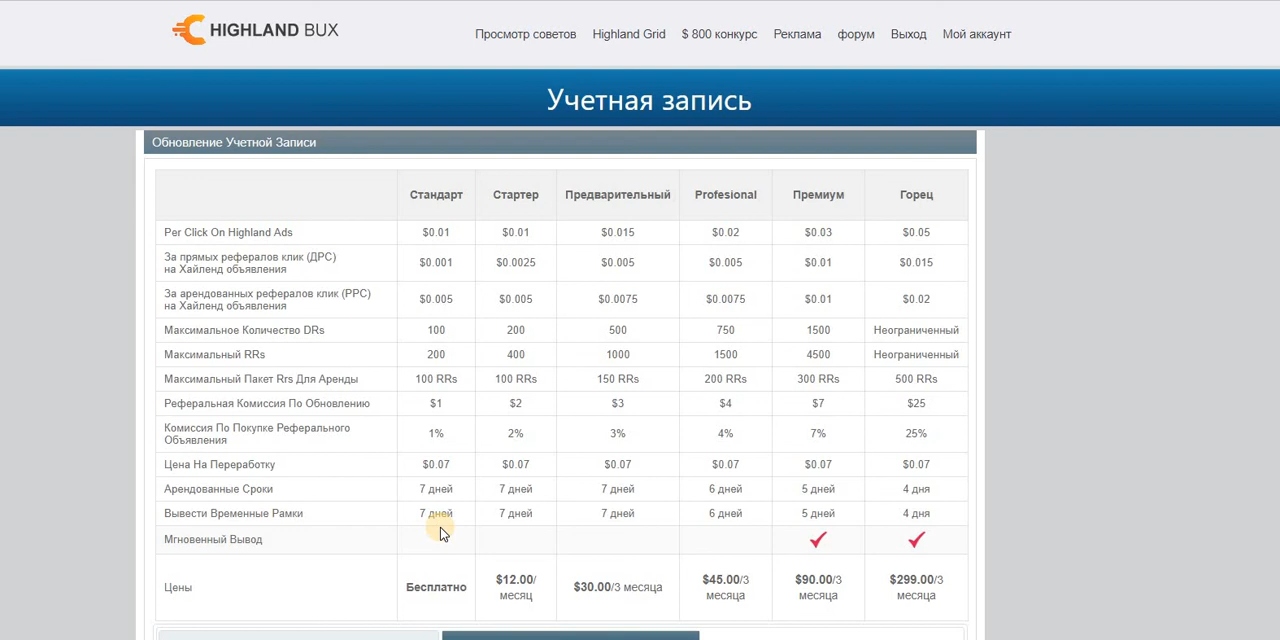 HIGHLAND BUX
Просмотр советов Highland Grid $ 800 конкурс Реклама форум Выход Мой аккаунт
Учетная запись
Обновление Учетной Записи
Стандарт Стартер Предварительный Profesional Премиум Горец
Per Click On Highland Ads $0.01 $0.01 $0.015 $0.02 $0.03 $0.05
За прямых рефералов клик (ДРС)
на Хайленд объявления $0.001 $0.0025 $0.005 $0.005 $0.01 $0.015
За арендованных рефералов клик (РРС)
на Хайленд объявления $0.005 $0.005 $0.0075 $0.0075 $0.01 $0.02
Максимальное Количество DRs 100 200 500 750 1500 Неограниченный
Максимальный RRs 200 400 1000 1500 4500 Неограниченный
Максимальный Пакет Rrs Для Аренды 100 RRs 100 RRs 150 RRs 200 RRs 300 RRs 500 RRs
Реферальная Комиссия По Обновлению $1 $2 $3 $4 $7 $25
Комиссия По Покупке Реферального
Объявления 1% 2% 3% 4% 7% 25%
Цена На Переработку $0.07 $0.07 $0.07 $0.07 $0.07 $0.07
Арендованные Сроки 7 дней 7 дней 7 дней 6 дней 5 дней 4 дня
Вывести Временные Рамки 7 дней 7 дней 7 дней 6 дней 5 дней 4 дня
Мгновенный Вывод
Цены Бесплатно $12.00/ $30.00/3 месяца $45.00/3 $90.00/3 $299.00/3
месяц месяца месяца месяца